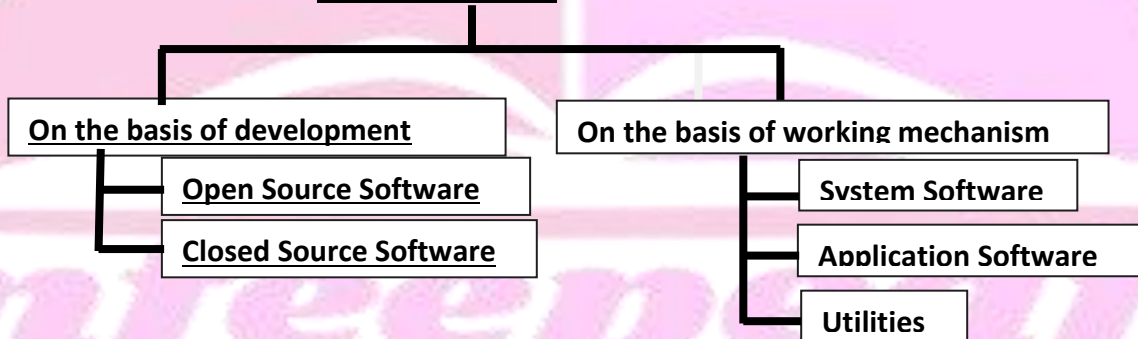 On the basis of development
Open Source Software
Closed Source Software
On the basis of working mechanism
System Software
Application Software
Utilities